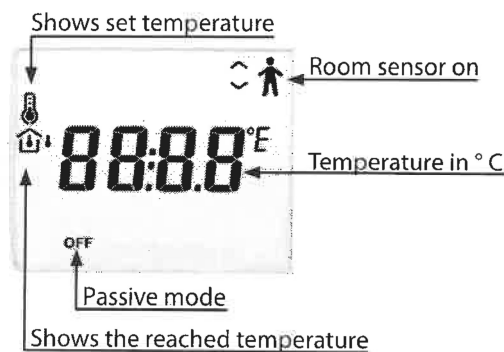 Shows set temperature
Room sensor on
88:8.8°E
Temperature in ° C
OFF
Passive mode
Shows the reached temperature